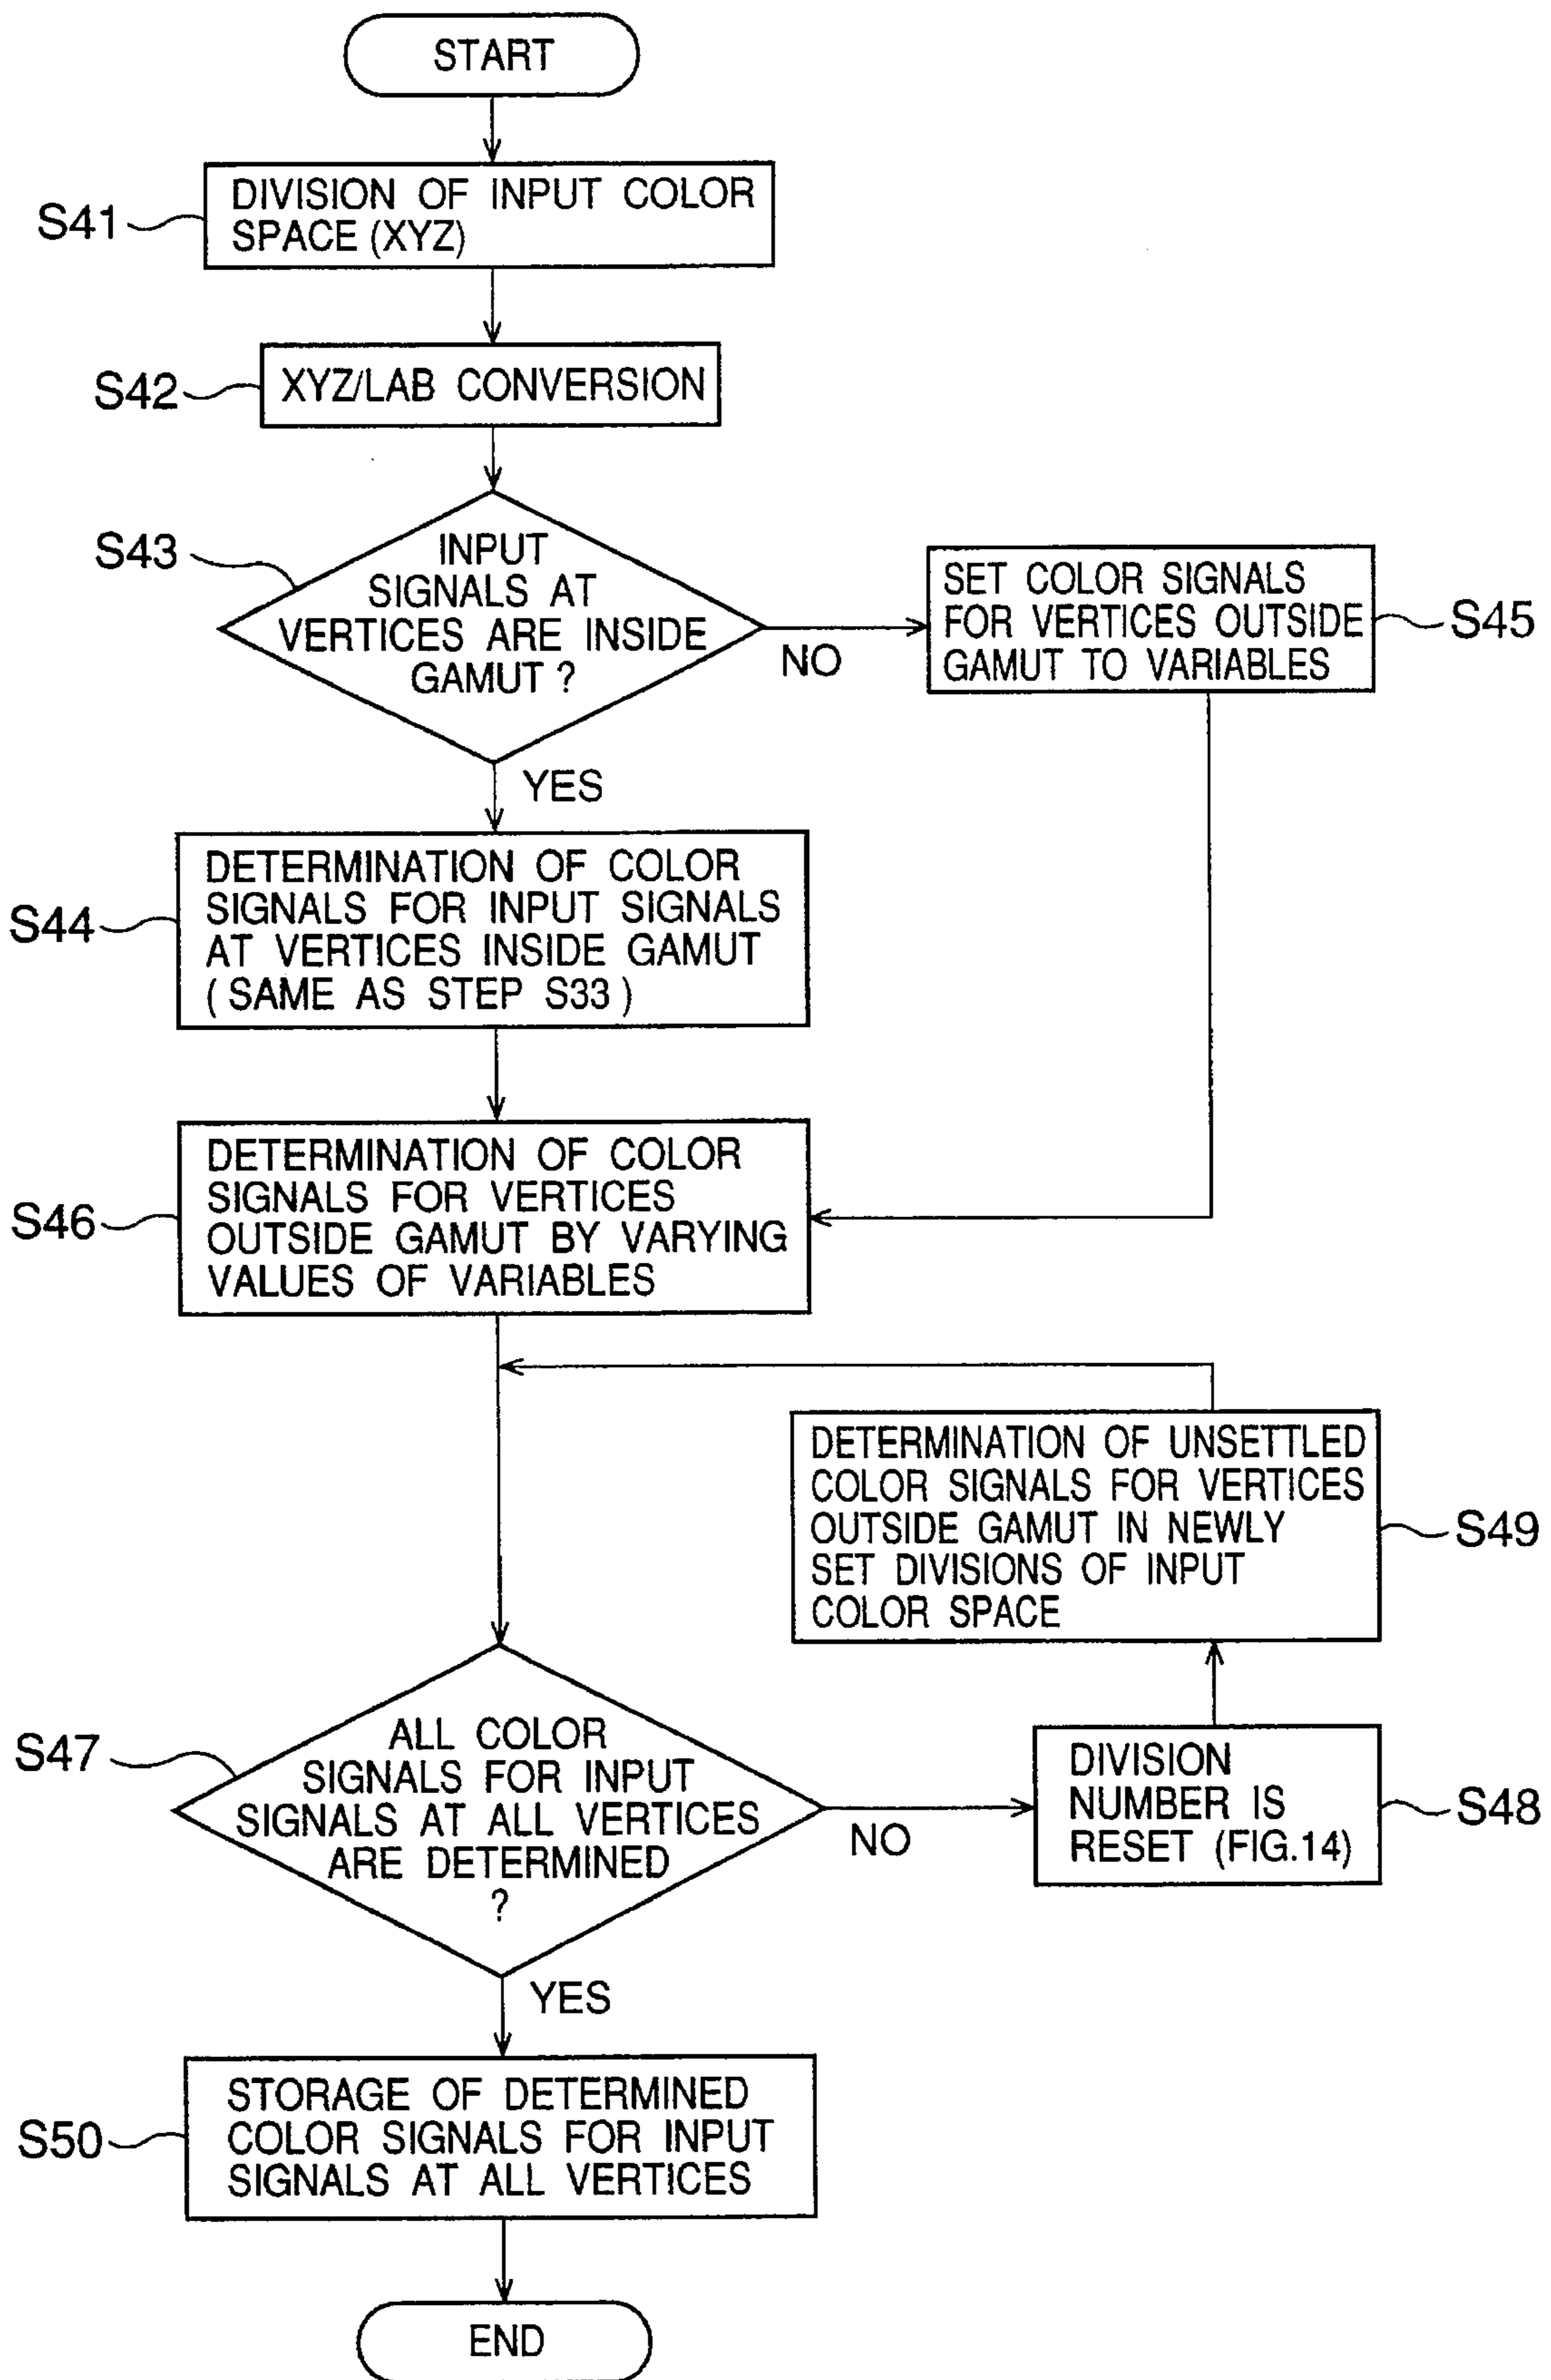 START
S41
DIVISION OF INPUT COLOR
SPACE (XYZ)
S42
XYZ/LAB CONVERSION
S43
INPUT
SIGNALS AT
VERTICES ARE INSIDE
GAMUT ?
NO
SET COLOR SIGNALS
FOR VERTICES OUTSIDE
GAMUT TO VARIABLES
S45
YES
S44
DETERMINATION OF COLOR
SIGNALS FOR INPUT SIGNALS
AT VERTICES INSIDE GAMUT
( SAME AS STEP S33 )
S46
DETERMINATION OF COLOR
SIGNALS FOR VERTICES
OUTSIDE GAMUT BY VARYING
VALUES OF VARIABLES
DETERMINATION OF UNSETTLED
COLOR SIGNALS FOR VERTICES
OUTSIDE GAMUT IN NEWLY
SET DIVISIONS OF INPUT
COLOR SPACE
S49
S47
ALL COLOR
SIGNALS FOR INPUT
SIGNALS AT ALL VERTICES
ARE DETERMINED
?
NO
DIVISION
NUMBER IS
RESET (FIG.14)
S48
YES
S50
STORAGE OF DETERMINED
COLOR SIGNALS FOR INPUT
SIGNALS AT ALL VERTICES
END